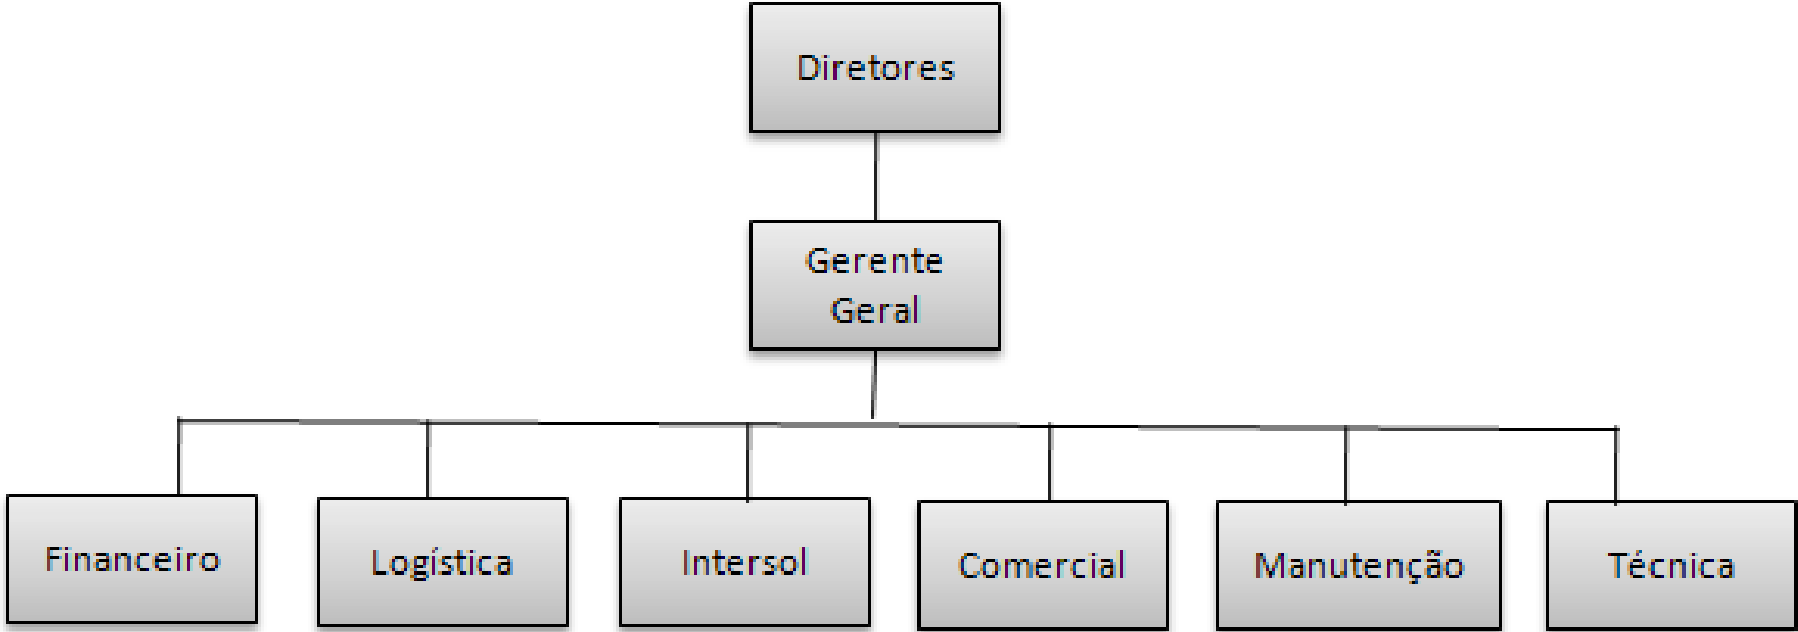 Diretores
Gerente
Geral
Financeiro
Logística
Intersol
Comercial
Manutenção
Técnica